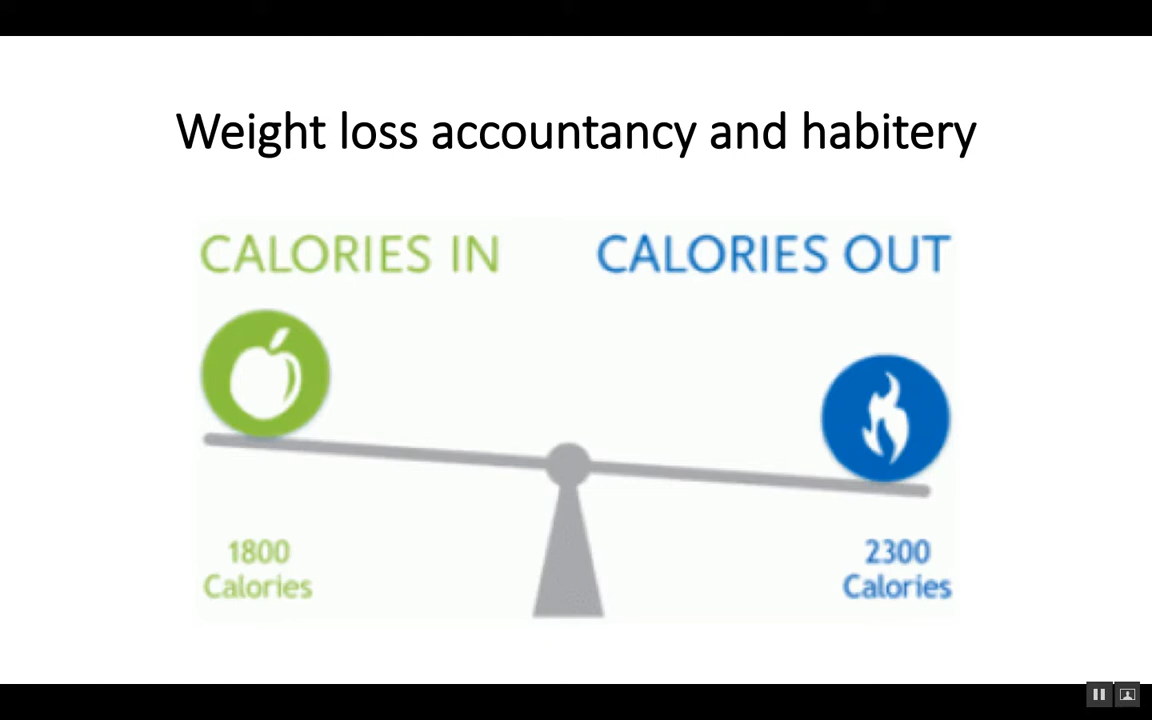 Weight loss accountancy and habitery
CALORIES IN
CALORIES OUT
1800
Calories
2300
Calories